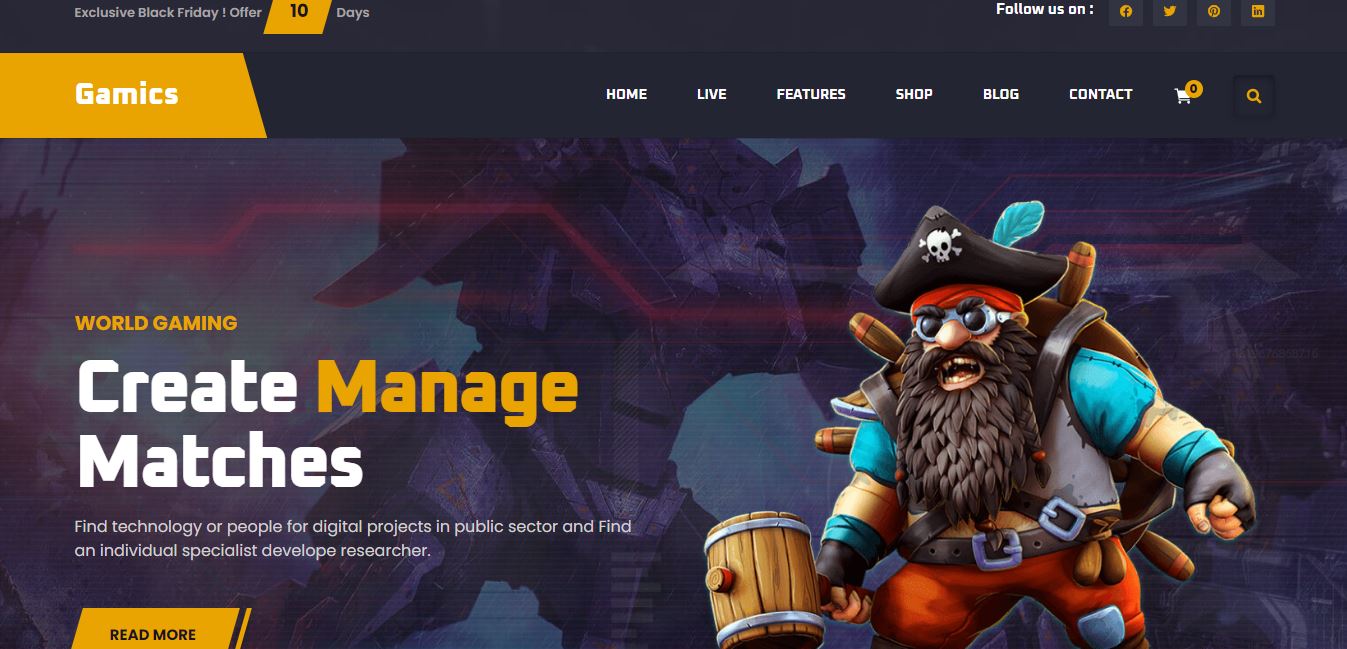 Exclusive Black Friday ! Offer 10 Days
Follow us on :
Gamics
HOME LIVE FEATURES SHOP BLOG CONTACT 0
WORLD GAMING
Create Manage
Matches
Find technology or people for digital projects in public sector and Find
an individual specialist develope researcher.
READ MORE